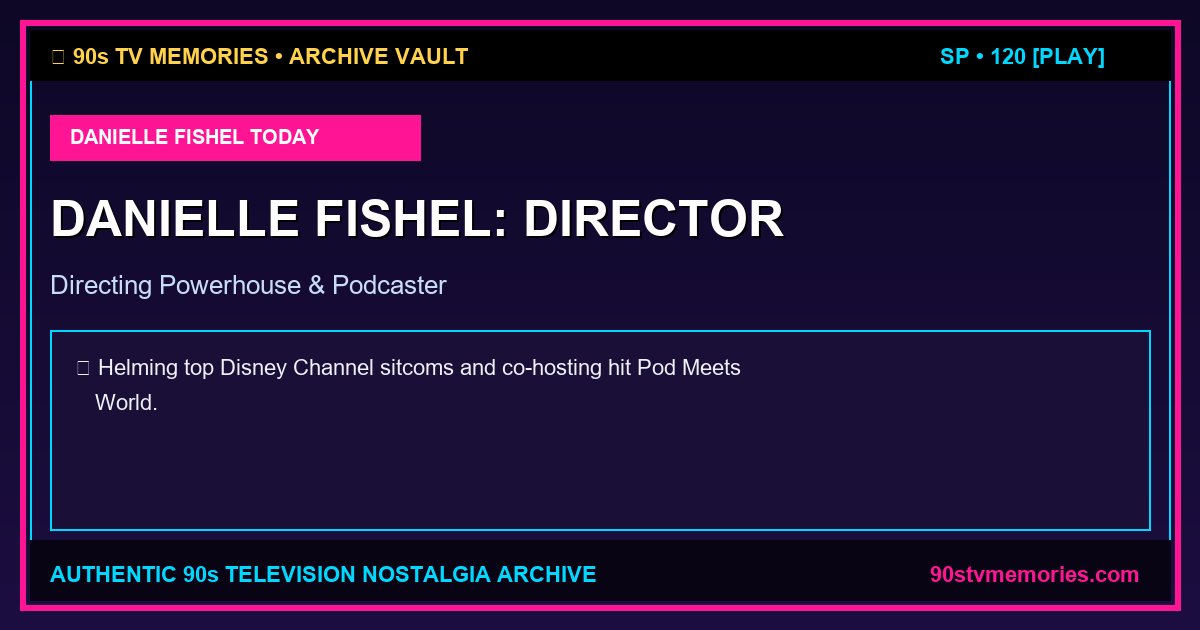 90s TV MEMORIES • ARCHIVE VAULT
SP • 120 [PLAY]
DANIELLE FISHEL TODAY
DANIELLE FISHEL: DIRECTOR
Directing Powerhouse & Podcaster
Helming top Disney Channel sitcoms and co-hosting hit Pod Meets
World.
AUTHENTIC 90s TELEVISION NOSTALGIA ARCHIVE
90stvmemories.com